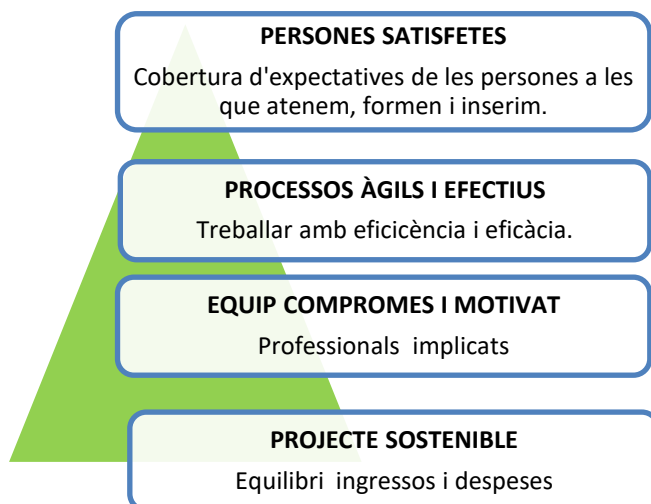 PERSONES SATISFETES
Cobertura d'expectatives de les persones a les
que atenem, formen i inserim.
PROCESSOS ÀGILS I EFECTIUS
Treballar amb eficicència i eficàcia.
EQUIP COMPROMES I MOTIVAT
Professionals implicats
PROJECTE SOSTENIBLE
Equilibri ingressos i despeses